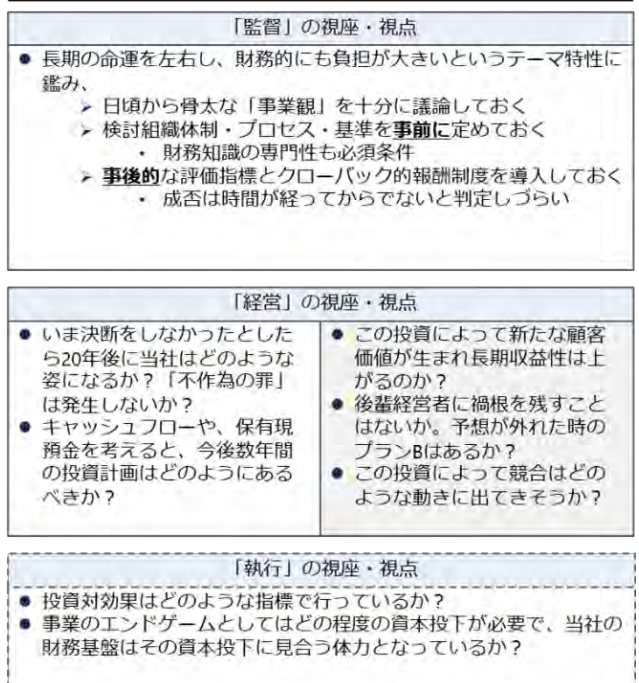 「監督」の視座・視点
● 長期の命運を左右し、財務的にも負担が大きいというテーマ特性に
鑑み、
➢ 日頃から骨太な「事業観」を十分に議論しておく
➢ 検討組織体制・プロセス・基準を事前に定めておく
・ 財務知識の専門性も必須条件
➢ 事後的な評価指標とクローバック的報酬制度を導入しておく
・ 成否は時間が経ってからでないと判定しづらい
「経営」の視座・視点
● いま決断をしなかったとした
ら20年後に当社はどのような
姿になるか？「不作為の罪」
は発生しないか？
● キャッシュフローや、保有現
預金を考えると、今後数年間
の投資計画はどのようにある
べきか？
● この投資によって新たな顧客
価値が生まれ長期収益性は上
がるのか？
● 後輩経営者に禍根を残すこと
はないか。予想が外れた時の
プランBはあるか？
● この投資によって競合はどの
ような動きに出てきそうか？
「執行」の視座・視点
● 投資対効果はどのような指標で行っているか？
● 事業のエンドゲームとしてはどの程度の資本投下が必要で、当社の
財務基盤はその資本投下に見合う体力となっているか？